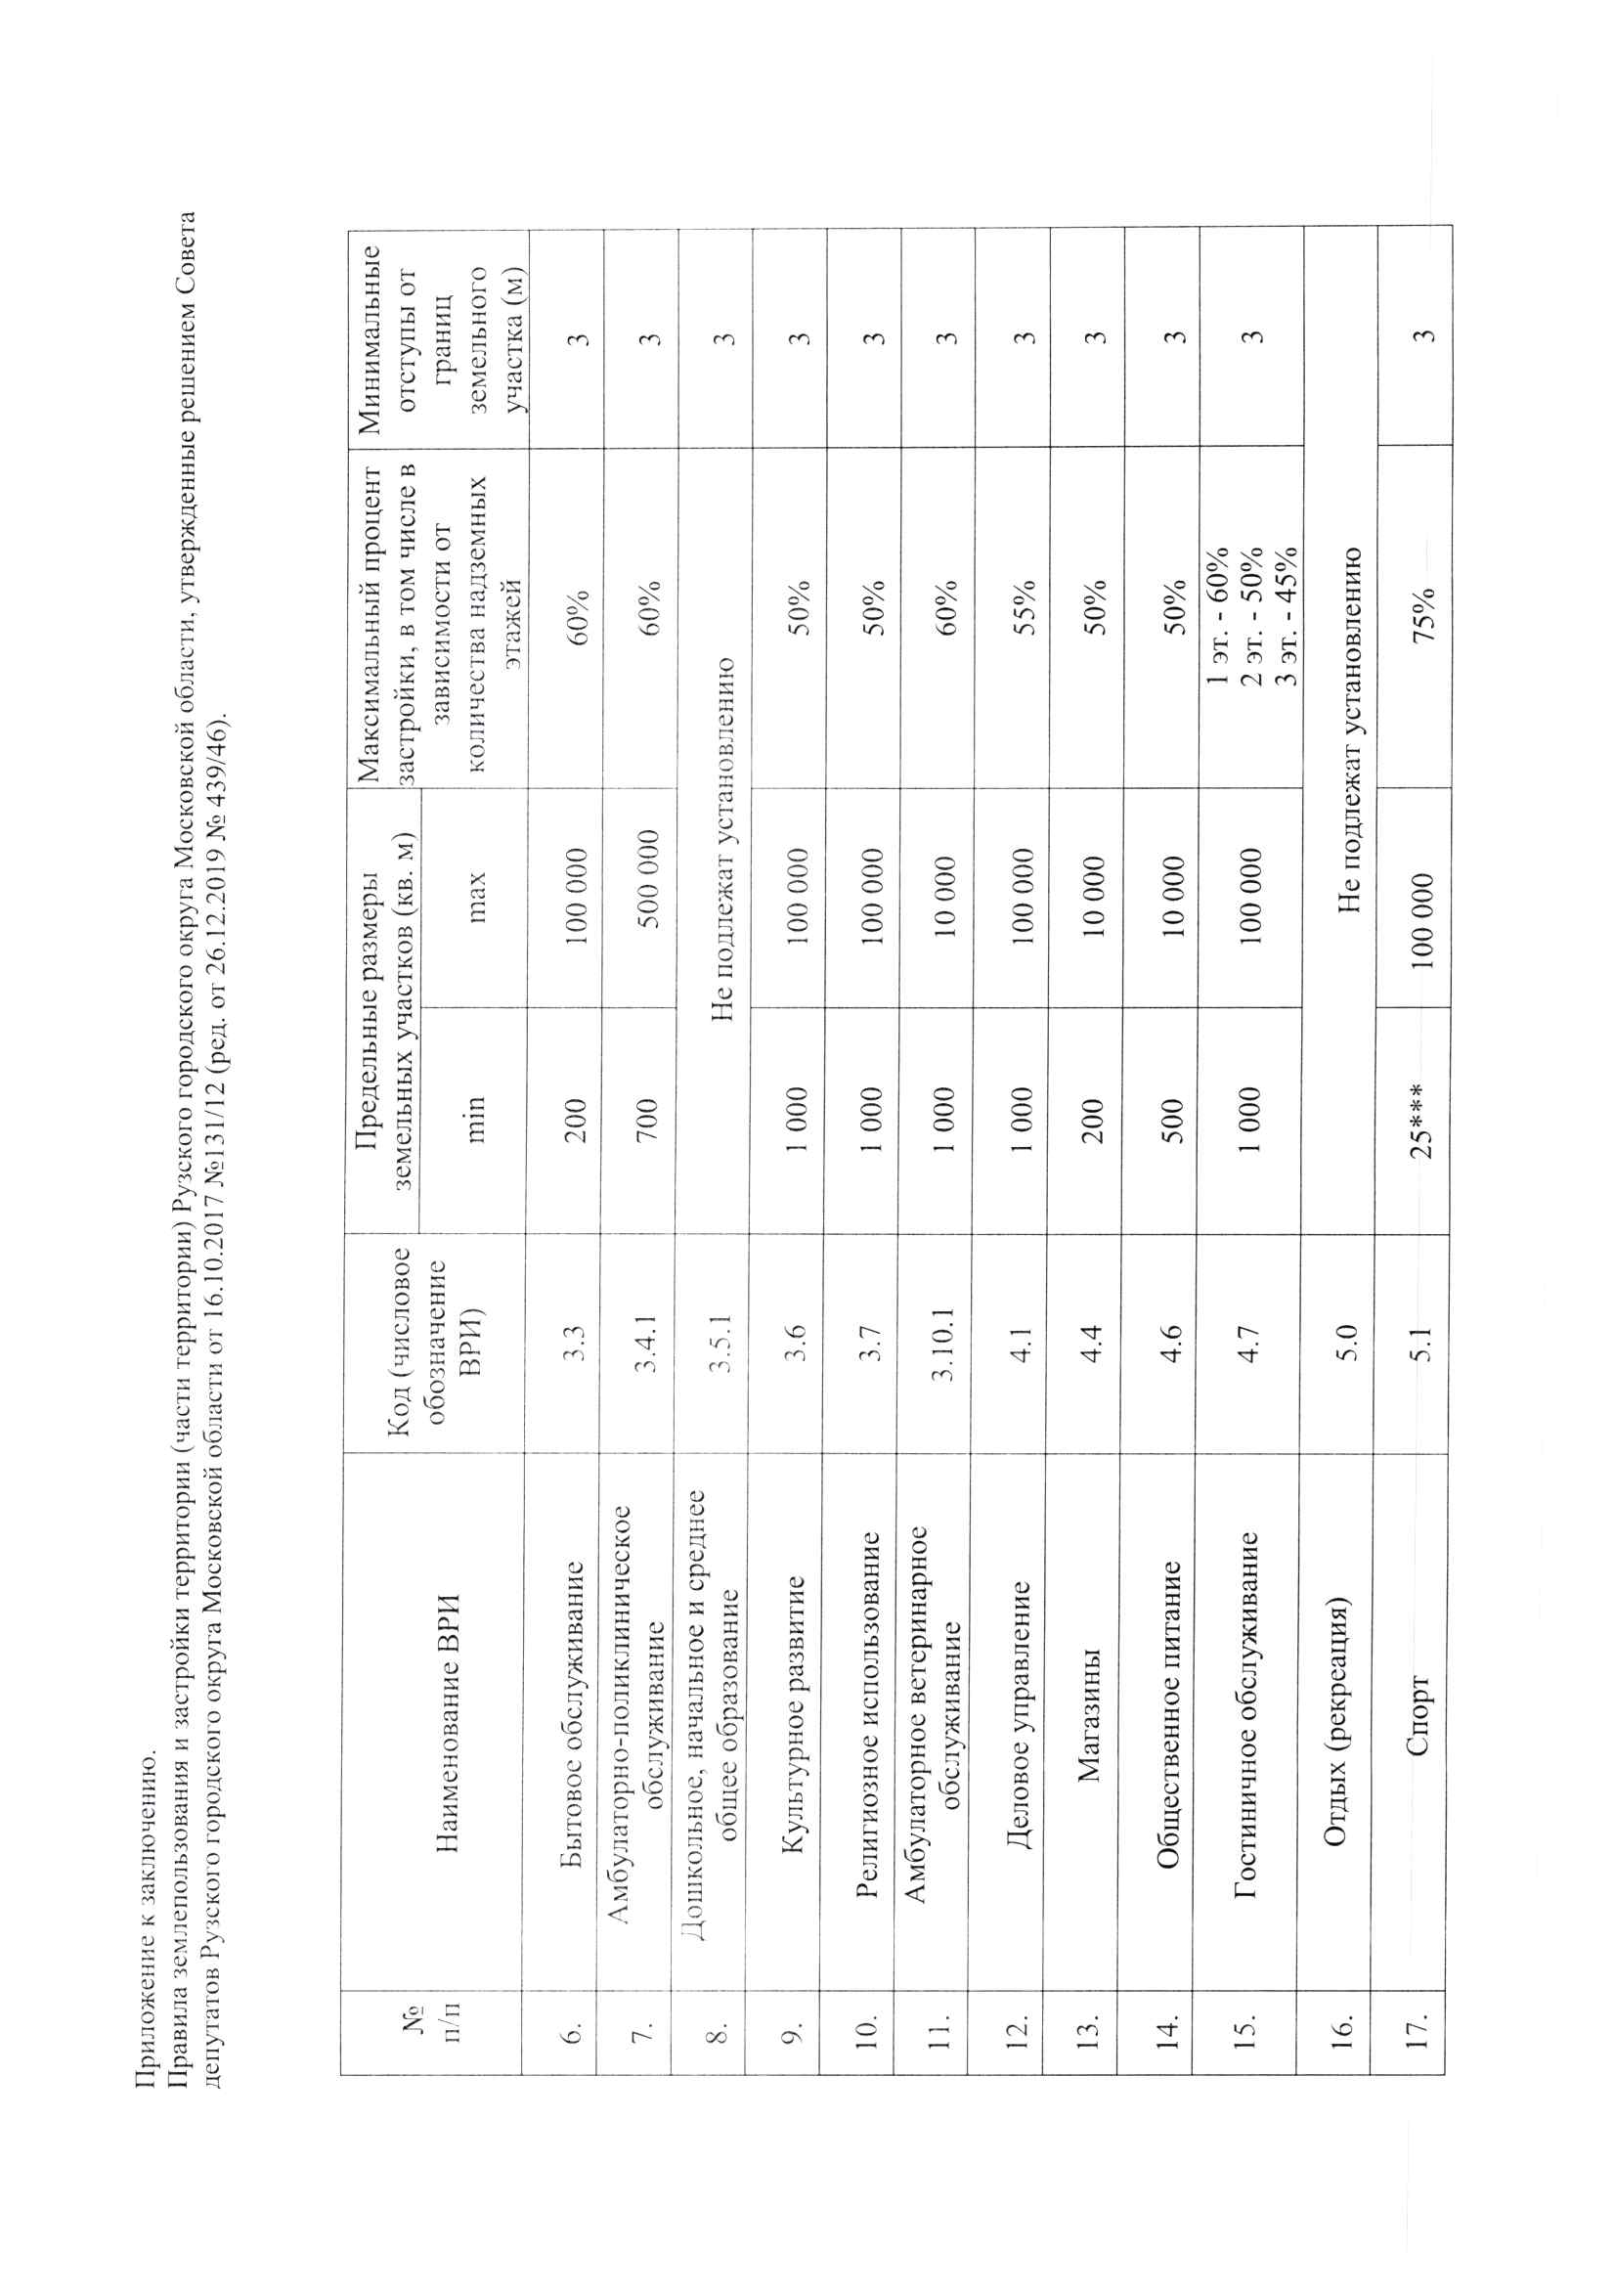 Приложение к заключению.
Правила землепользования и застройки территории (части территории) Рузского городского округа Московской области, утвержденные решением Совета
депутатов Рузского городского округа Московской области от 16.10.2017 №131/12 (ред. от 26.12.2019 № 439/46).
№
п/п
Наименование ВРИ
Код (числовое
обозначение
ВРИ)
Предельные размеры
земельных участков (кв. м)
min
max
Максимальный процент
застройки, в том числе в
зависимости от
количества надземных
этажей
Минимальные
отступы от
границ
земельного
участка (м)
6. Бытовое обслуживание 3.3 200 100 000 60% 3
7. Амбулаторно-поликлиническое
обслуживание 3.4.1 700 500 000 60% 3
8. Дошкольное, начальное и среднее
общее образование 3.5.1 Не подлежат установлению 3
9. Культурное развитие 3.6 1 000 100 000 50% 3
10. Религиозное использование 3.7 1 000 100 000 50% 3
11. Амбулаторное ветеринарное
обслуживание 3.10.1 1 000 10 000 60% 3
12. Деловое управление 4.1 1 000 100 000 55% 3
13. Магазины 4.4 200 10 000 50% 3
14. Общественное питание 4.6 500 10 000 50% 3
15. Гостиничное обслуживание 4.7 1 000 100 000 1 эт. - 60%
2 эт. - 50%
3 эт. - 45%
3
16. Отдых (рекреация) 5.0 Не подлежат установлению
17. Спорт 5.1 25**** 100 000 75% 3